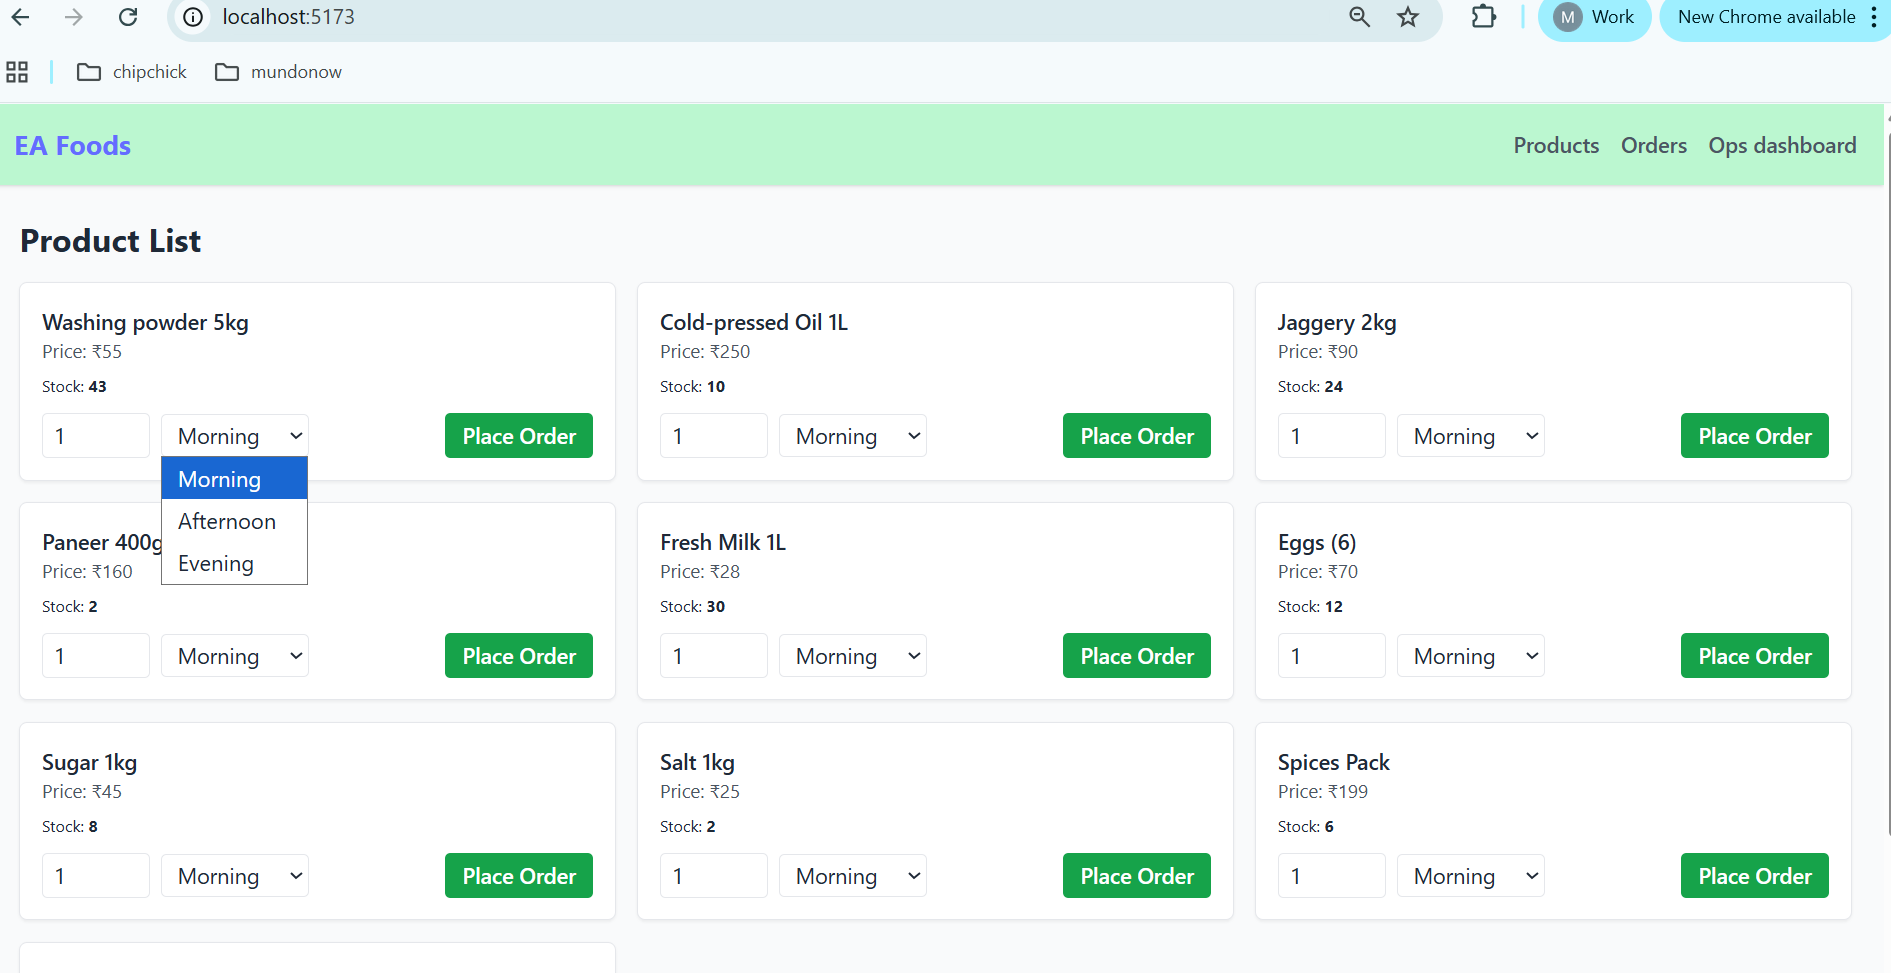 localhost:5173
M Work
New Chrome available
chipchick
mundonow
EA Foods
Products Orders Ops dashboard
Product List
Washing powder 5kg
Price: ₹55
Stock: 43
1 Morning Place Order
Morning
Afternoon
Evening
Cold-pressed Oil 1L
Price: ₹250
Stock: 10
1 Morning Place Order
Jaggery 2kg
Price: ₹90
Stock: 24
1 Morning Place Order
Paneer 400g
Price: ₹160
Stock: 2
1 Morning Place Order
Fresh Milk 1L
Price: ₹28
Stock: 30
1 Morning Place Order
Eggs (6)
Price: ₹70
Stock: 12
1 Morning Place Order
Sugar 1kg
Price: ₹45
Stock: 8
1 Morning Place Order
Salt 1kg
Price: ₹25
Stock: 2
1 Morning Place Order
Spices Pack
Price: ₹199
Stock: 6
1 Morning Place Order